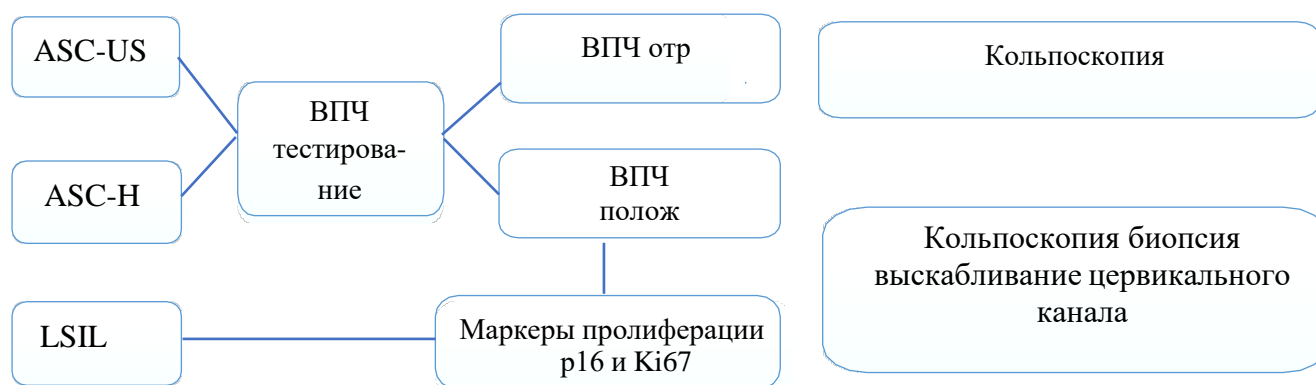 ASC-US
ASC-H
LSIL
ВПЧ
тестирова-
ние
ВПЧ отр
ВПЧ
полож
Маркеры пролиферации
p16 и Ki67
Кольпоскопия
Кольпоскопия биопсия
выскабливание цервикального
канала